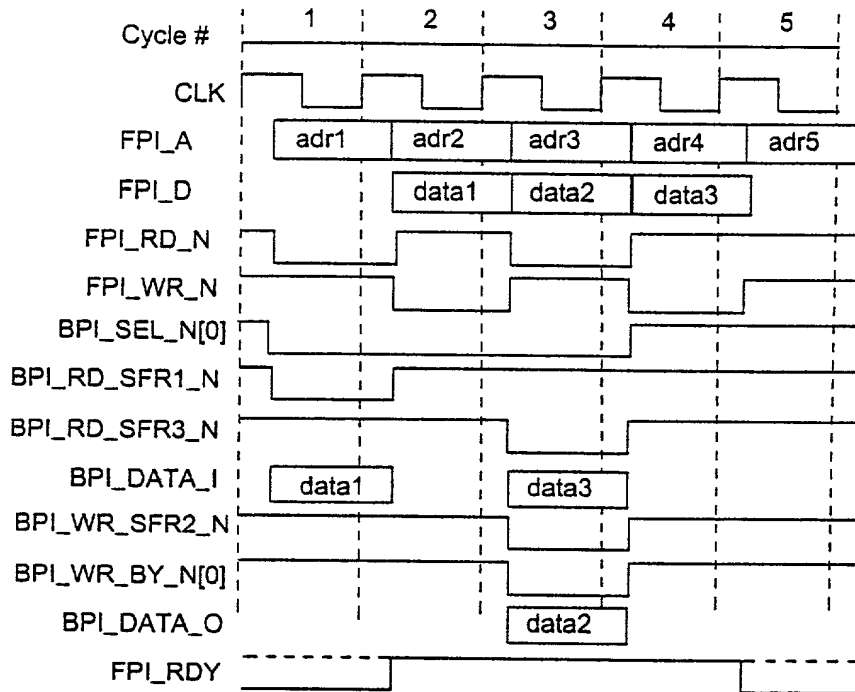 Cycle # 1 2 3 4 5
CLK
FPI_A adr1 adr2 adr3 adr4 adr5
FPI_D data1 data2 data3
FPI_RD_N
FPI_WR_N
BPI_SEL_N[0]
BPI_RD_SFR1_N
BPI_RD_SFR3_N
BPI_DATA_I data1 data3
BPI_WR_SFR2_N
BPI_WR_BY_N[0]
BPI_DATA_O data2
FPI_RDY